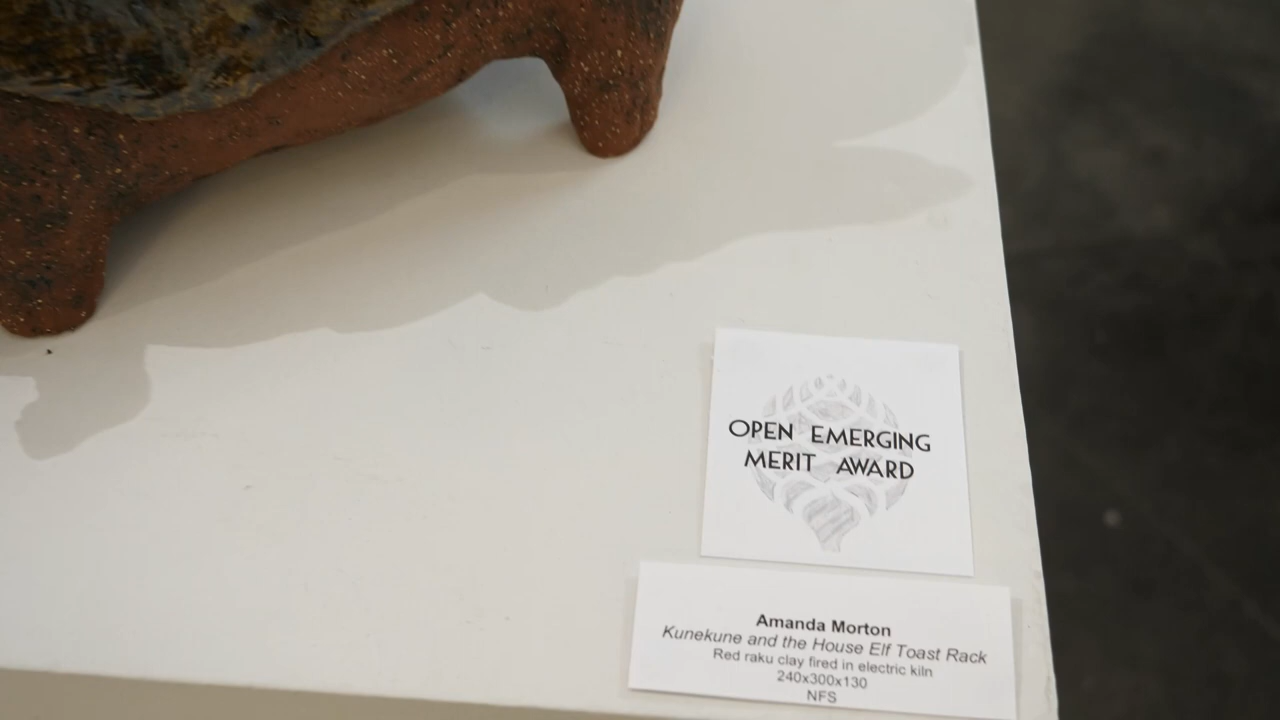 OPEN EMERGING
MERIT AWARD
Amanda Morton
Kunekune and the House Elf Toast Rack
Red raku clay fired in electric kiln
240x300x130
NFS